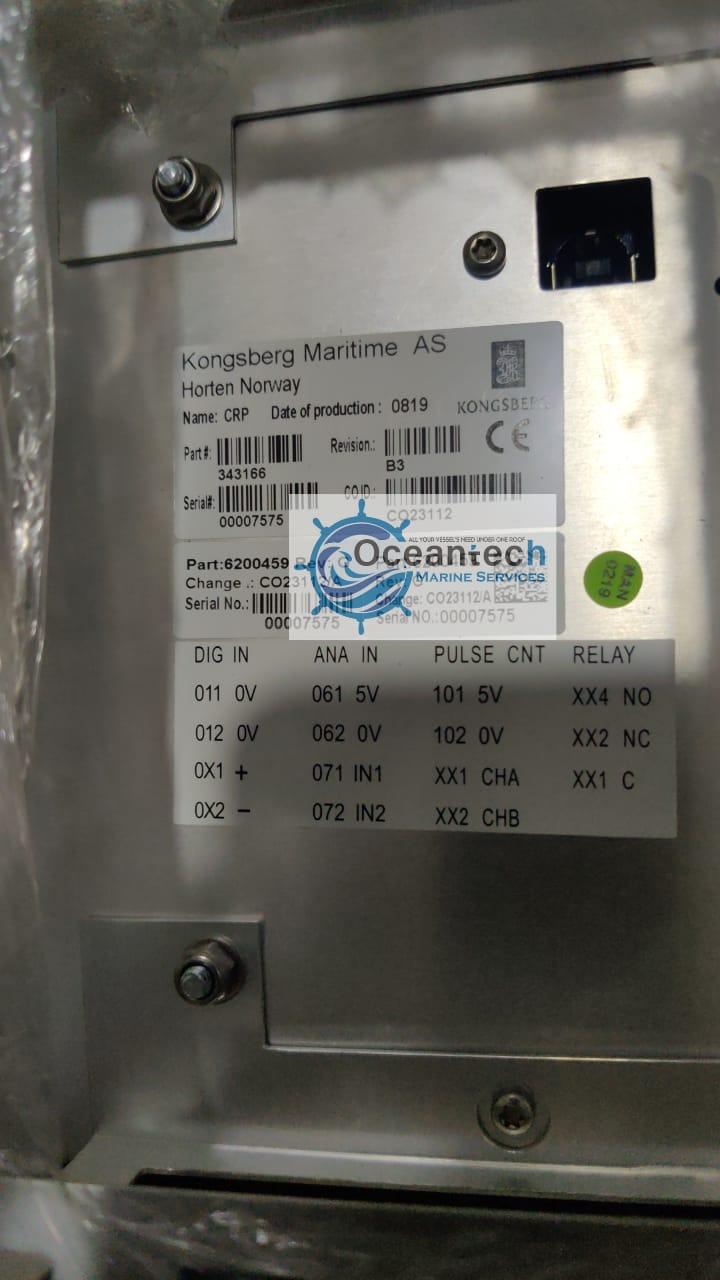 Kongsberg Maritime AS
Horten Norway
Name: CRP Date of production: 0819
KONGSBERG
CE
Part#: 343166
Revision.: B3
Serial#: 00007575
CO ID.: CO23112
ALL YOUR VESSEL'S NEED UNDER ONE ROOF
Oceantech
MARINE SERVICES
Part:6200459 Rev.: C
Change .: CO23112/A
Serial No.:
00007575
Change: CO23112/A
Serial NO.:00007575
MAN
0219
DIG IN ANA IN PULSE CNT RELAY
011 0V 061 5V 101 5V XX4 NO
012 0V 062 0V 102 0V XX2 NC
0X1 + 071 IN1 XX1 CHA XX1 C
0X2 – 072 IN2 XX2 CHB